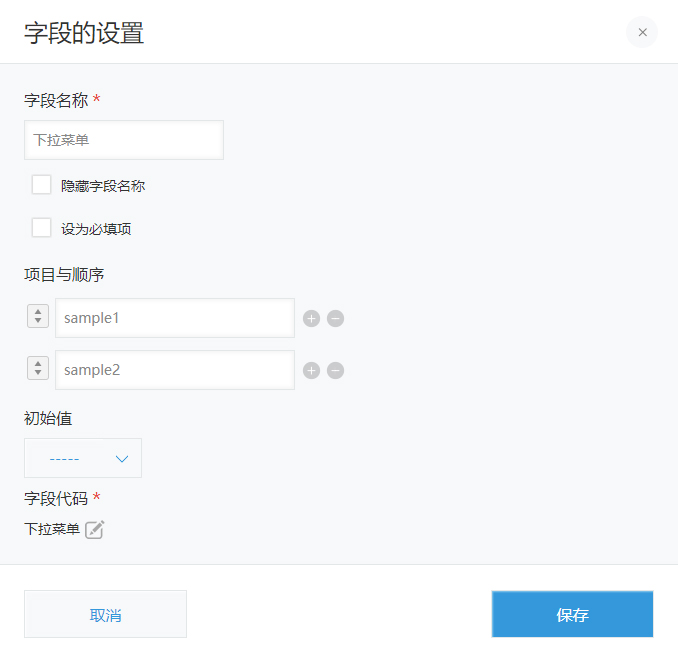 字段的设置
字段名称 *
下拉菜单
隐藏字段名称
设为必填项
项目与顺序
sample1
sample2
初始值
-----
字段代码 *
下拉菜单
取消
保存